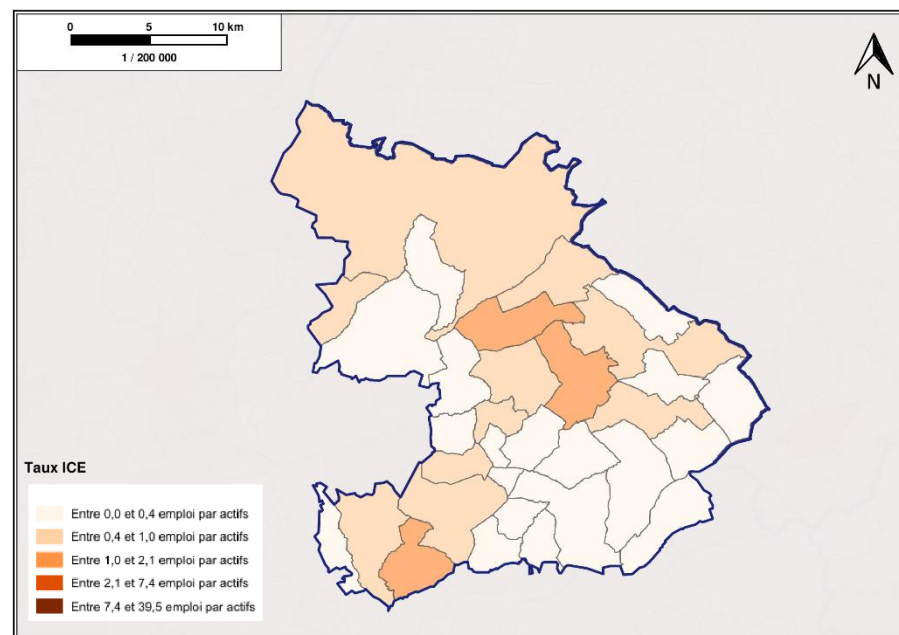 0 5 10 km
1 / 200 000
N
Taux ICE
Entre 0,0 et 0,4 emploi par actifs
Entre 0,4 et 1,0 emploi par actifs
Entre 1,0 et 2,1 emploi par actifs
Entre 2,1 et 7,4 emploi par actifs
Entre 7,4 et 39,5 emploi par actifs